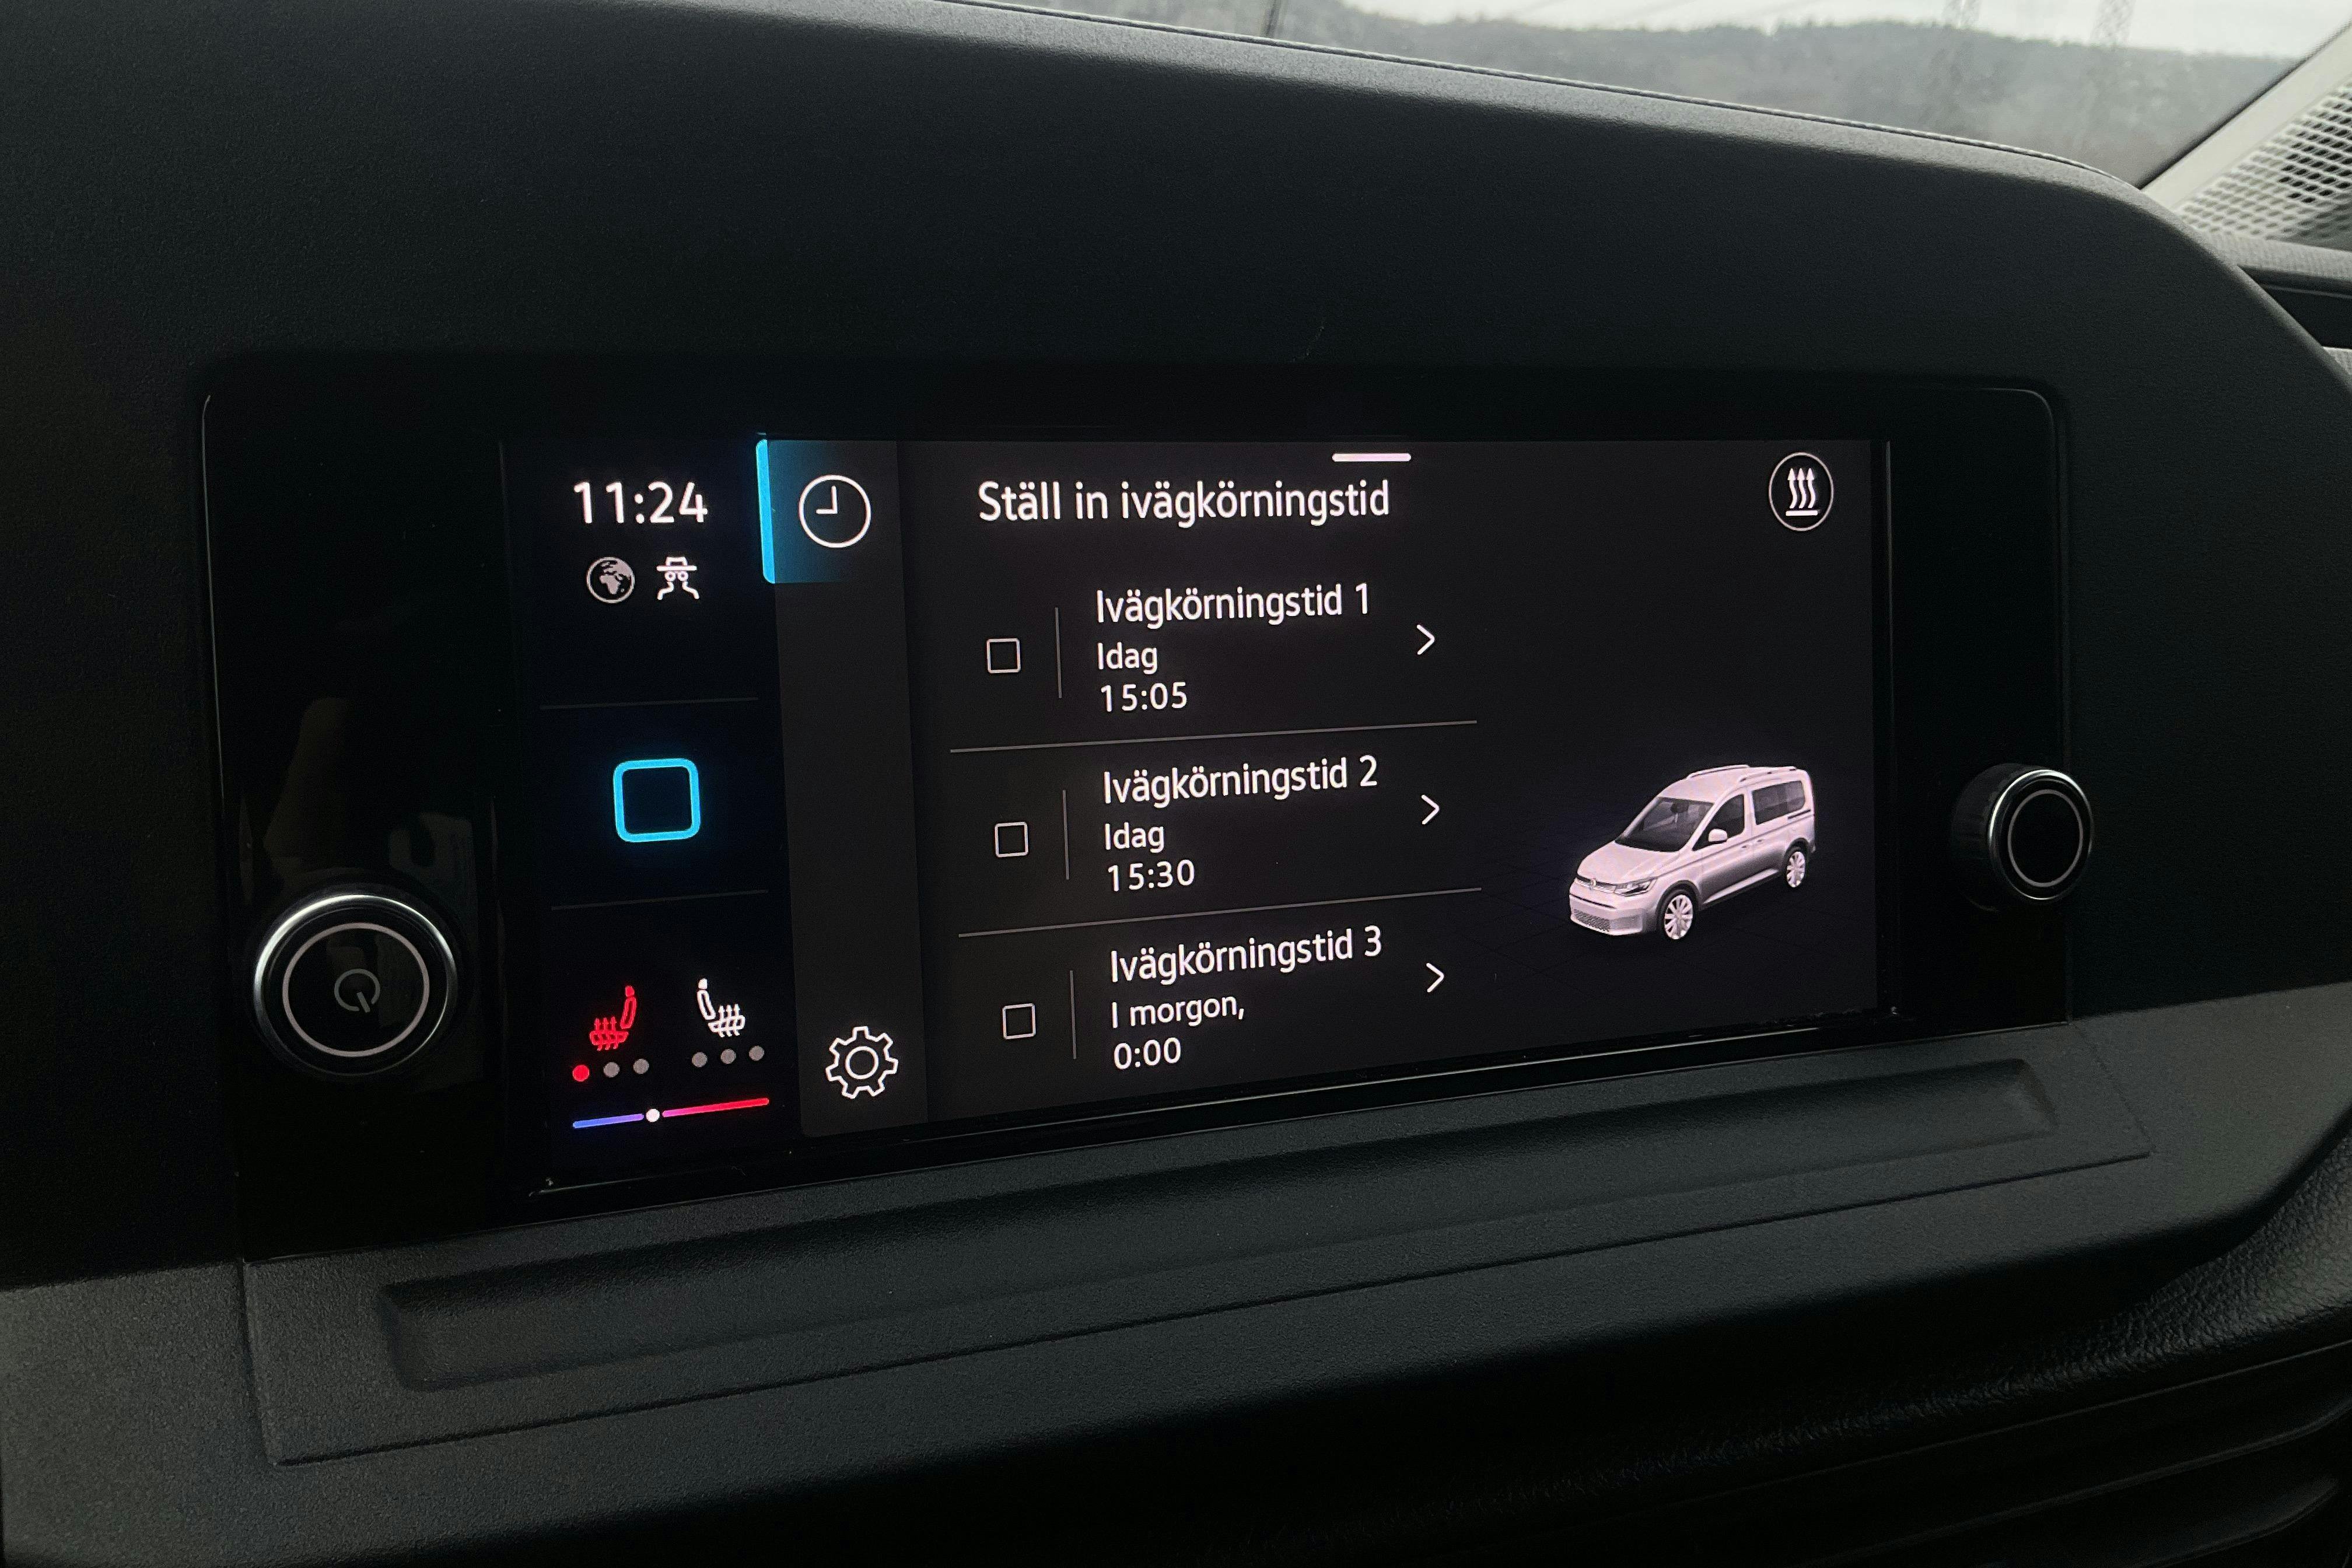 11:24
Ställ in ivägkörningstid
Ivägkörningstid 1
Idag
15:05
Ivägkörningstid 2
Idag
15:30
Ivägkörningstid 3
I morgon,
0:00